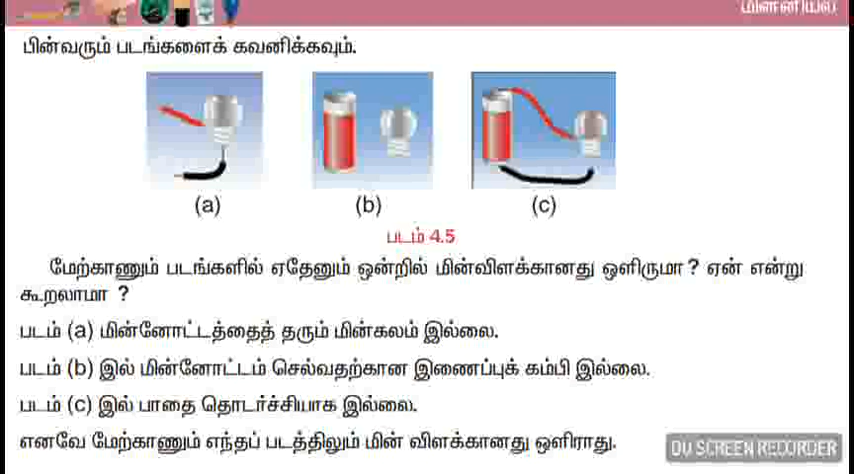 மின்னியல்
பின்வரும் படங்களைக் கவனிக்கவும்.
(a) (b) (c)
படம் 4.5
மேற்காணும் படங்களில் ஏதேனும் ஒன்றில் மின்விளக்கானது ஒளிருமா ? ஏன் என்று
கூறலாமா ?
படம் (a) மின்னோட்டத்தைத் தரும் மின்கலம் இல்லை.
படம் (b) இல் மின்னோட்டம் செல்வதற்கான இணைப்புக் கம்பி இல்லை.
படம் (c) இல் பாதை தொடர்ச்சியாக இல்லை.
எனவே மேற்காணும் எந்தப் படத்திலும் மின் விளக்கானது ஒளிராது.
DU SCREEN RECORDER